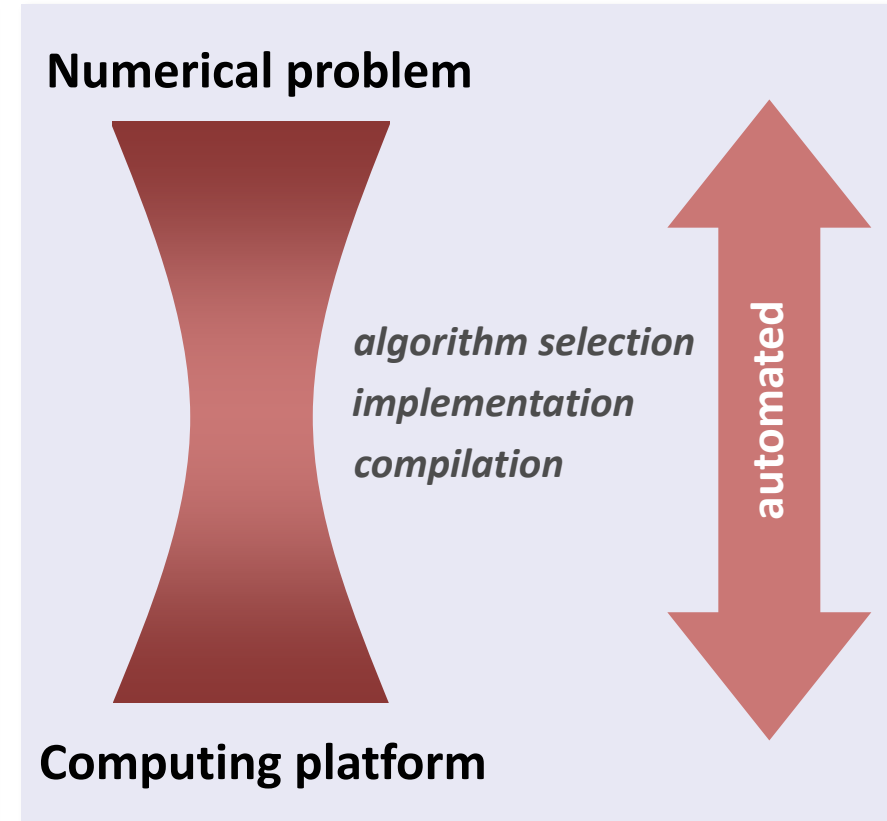 Numerical problem
algorithm selection
implementation
compilation
automated
Computing platform